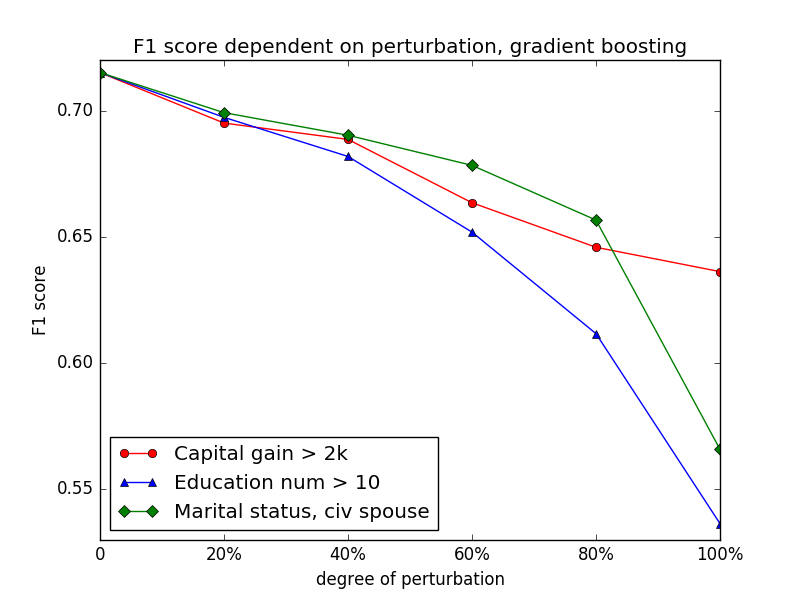 F1 score dependent on perturbation, gradient boosting
0.70
0.65
0.60
0.55
F1 score
Capital gain > 2k
Education num > 10
Marital status, civ spouse
0 20% 40% 60% 80% 100%
degree of perturbation